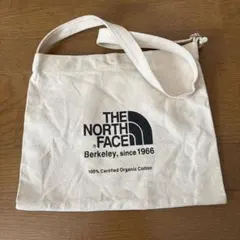 THE
NORTH
FACE
Berkeley, since 1966
100% Certified Organic Cotton